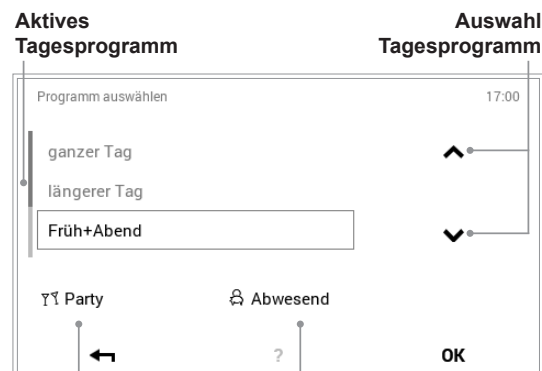 Aktives
Tagesprogramm
Auswahl
Tagesprogramm
Programm auswählen 17:00
ganzer Tag
längerer Tag
Früh+Abend
Party Abwesend
? OK